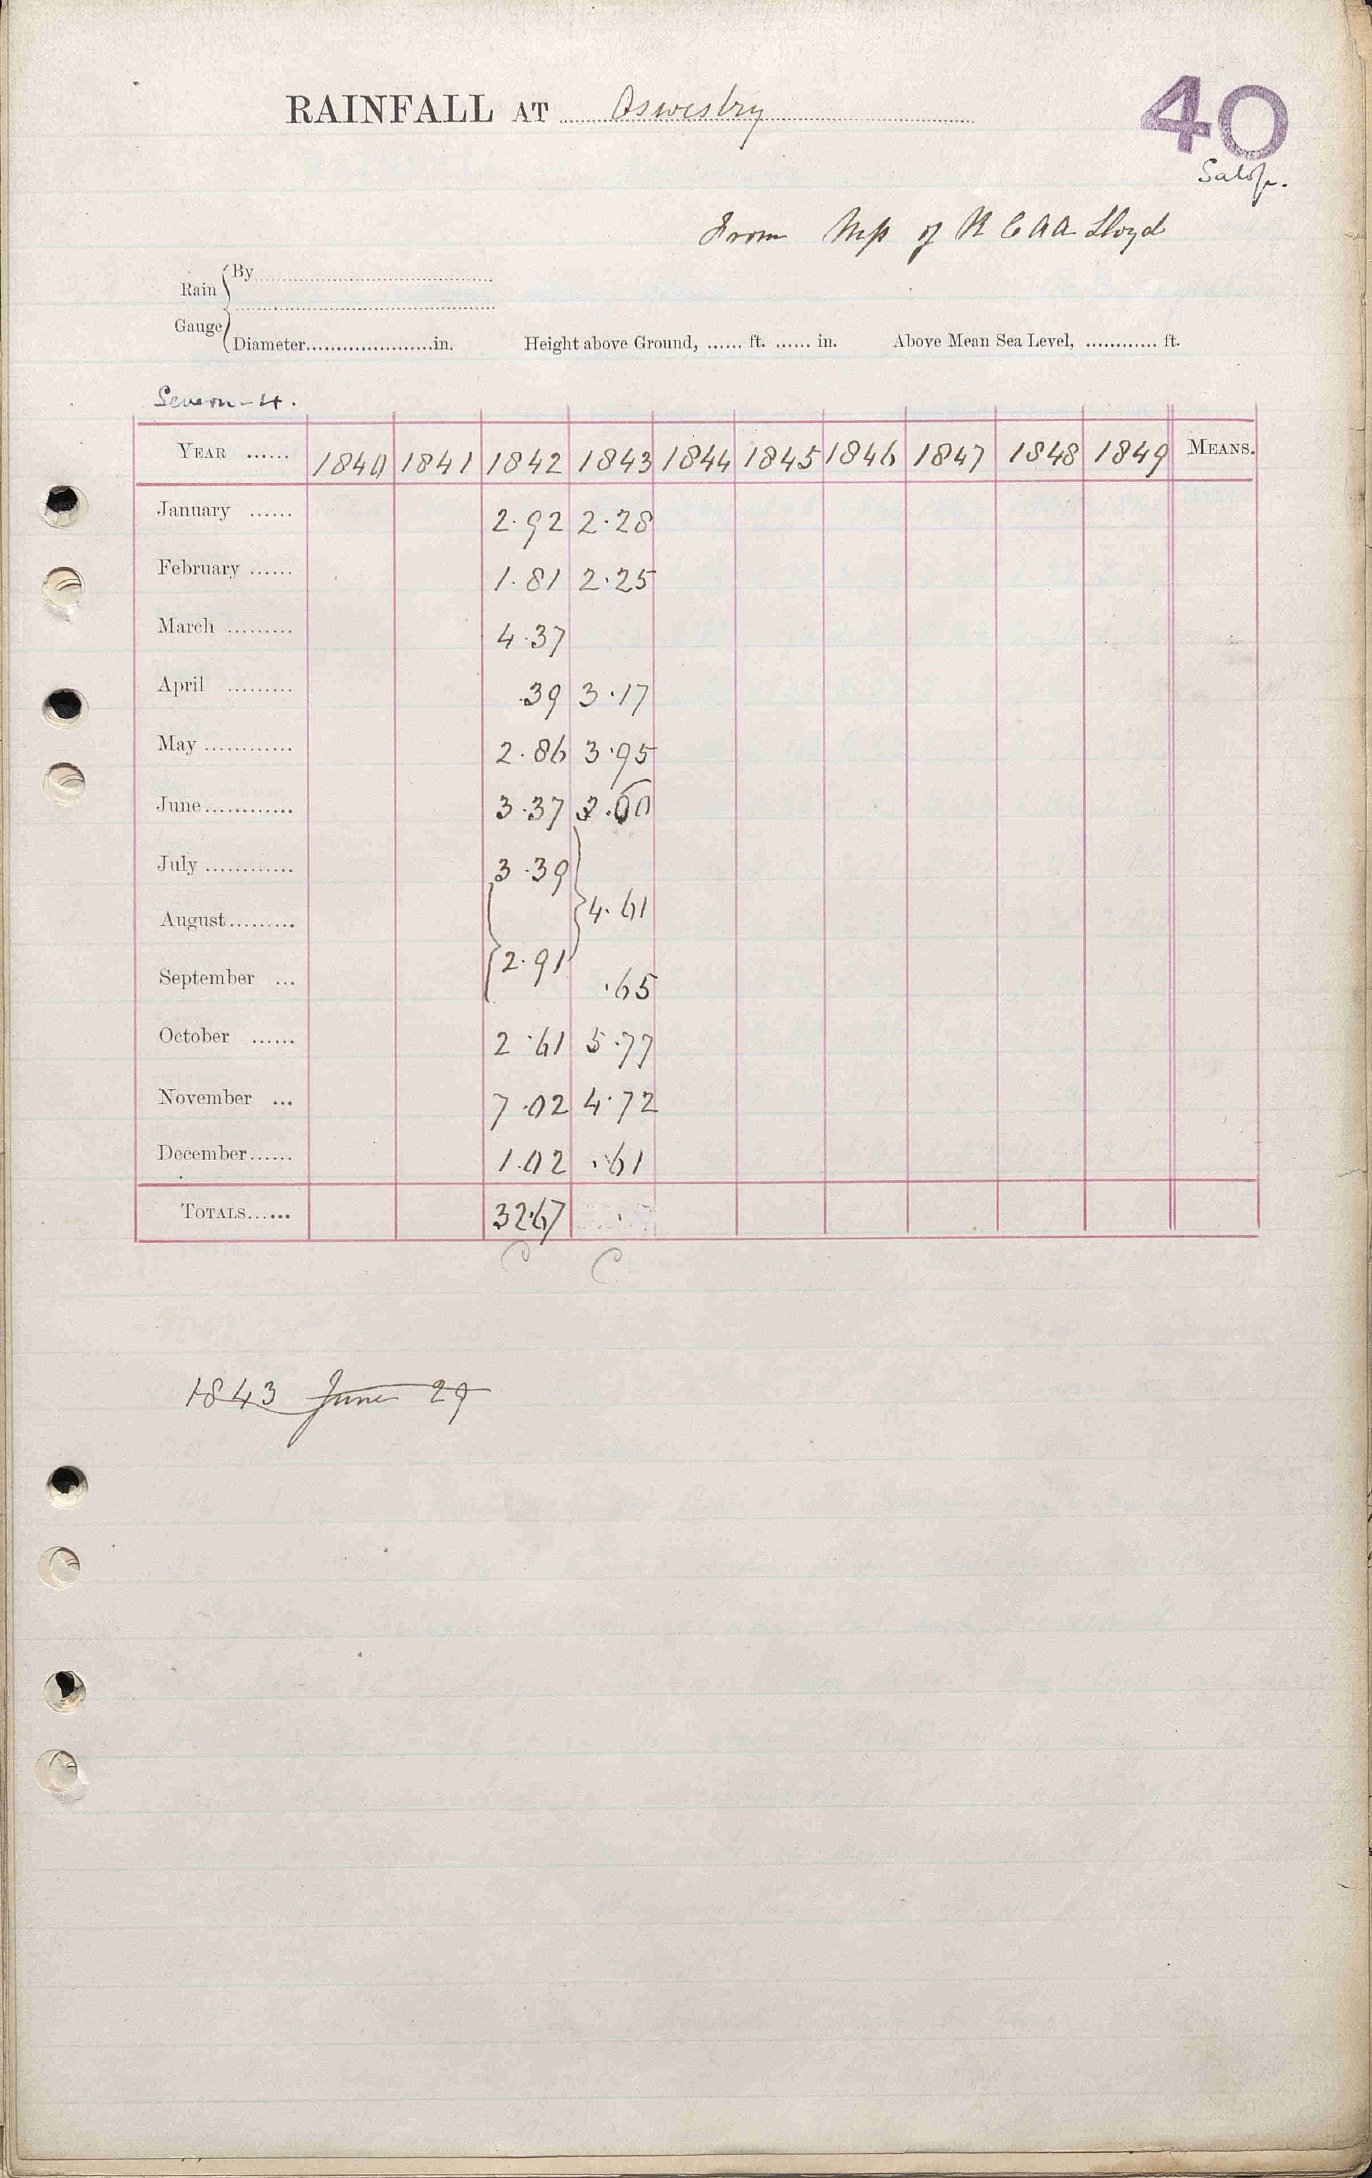 RAINFALL AT Oswestry
40
Salop.
From MSS of R C A A Lloyd
Rain Gauge
By
Diameter in. Height above Ground, ...... ft. ...... in. Above Mean Sea Level, ............ ft.
Severn-4.
YEAR ...... 1840 1841 1842 1843 1844 1845 1846 1847 1848 1849 MEANS.
January ...... 2.92 2.28
February ...... 1.81 2.25
March ......... 4.37
April ......... .39 3.17
May ............ 2.86 3.95
June ............ 3.37 .00
July ............ 3.39
August ......... 4.61
September ... 2.91 .65
October ...... 2.61 5.77
November ... 7.02 4.72
December ...... 1.02 .61
TOTALS ...... 32.67
C C
1843 June 29